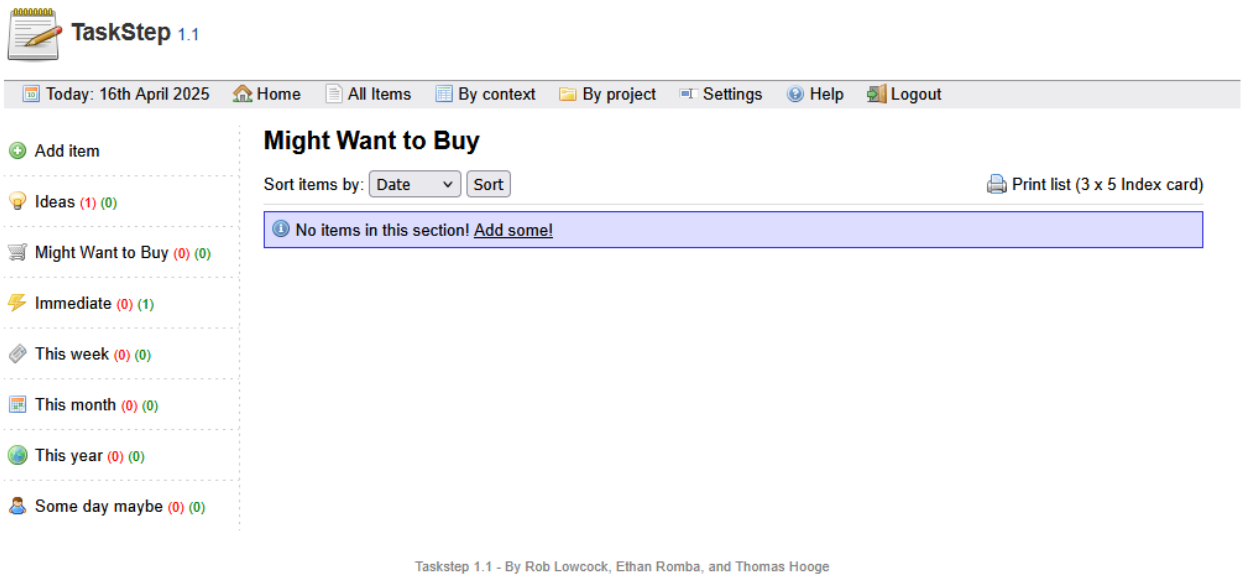 TaskStep 1.1
Today: 16th April 2025 Home All Items By context By project Settings Help Logout
Add item
Ideas (1) (0)
Might Want to Buy (0) (0)
Immediate (0) (1)
This week (0) (0)
This month (0) (0)
This year (0) (0)
Some day maybe (0) (0)
Might Want to Buy
Sort items by: Date Sort Print list (3 x 5 Index card)
No items in this section! Add some!
Taskstep 1.1 - By Rob Lowcock, Ethan Romba, and Thomas Hooge